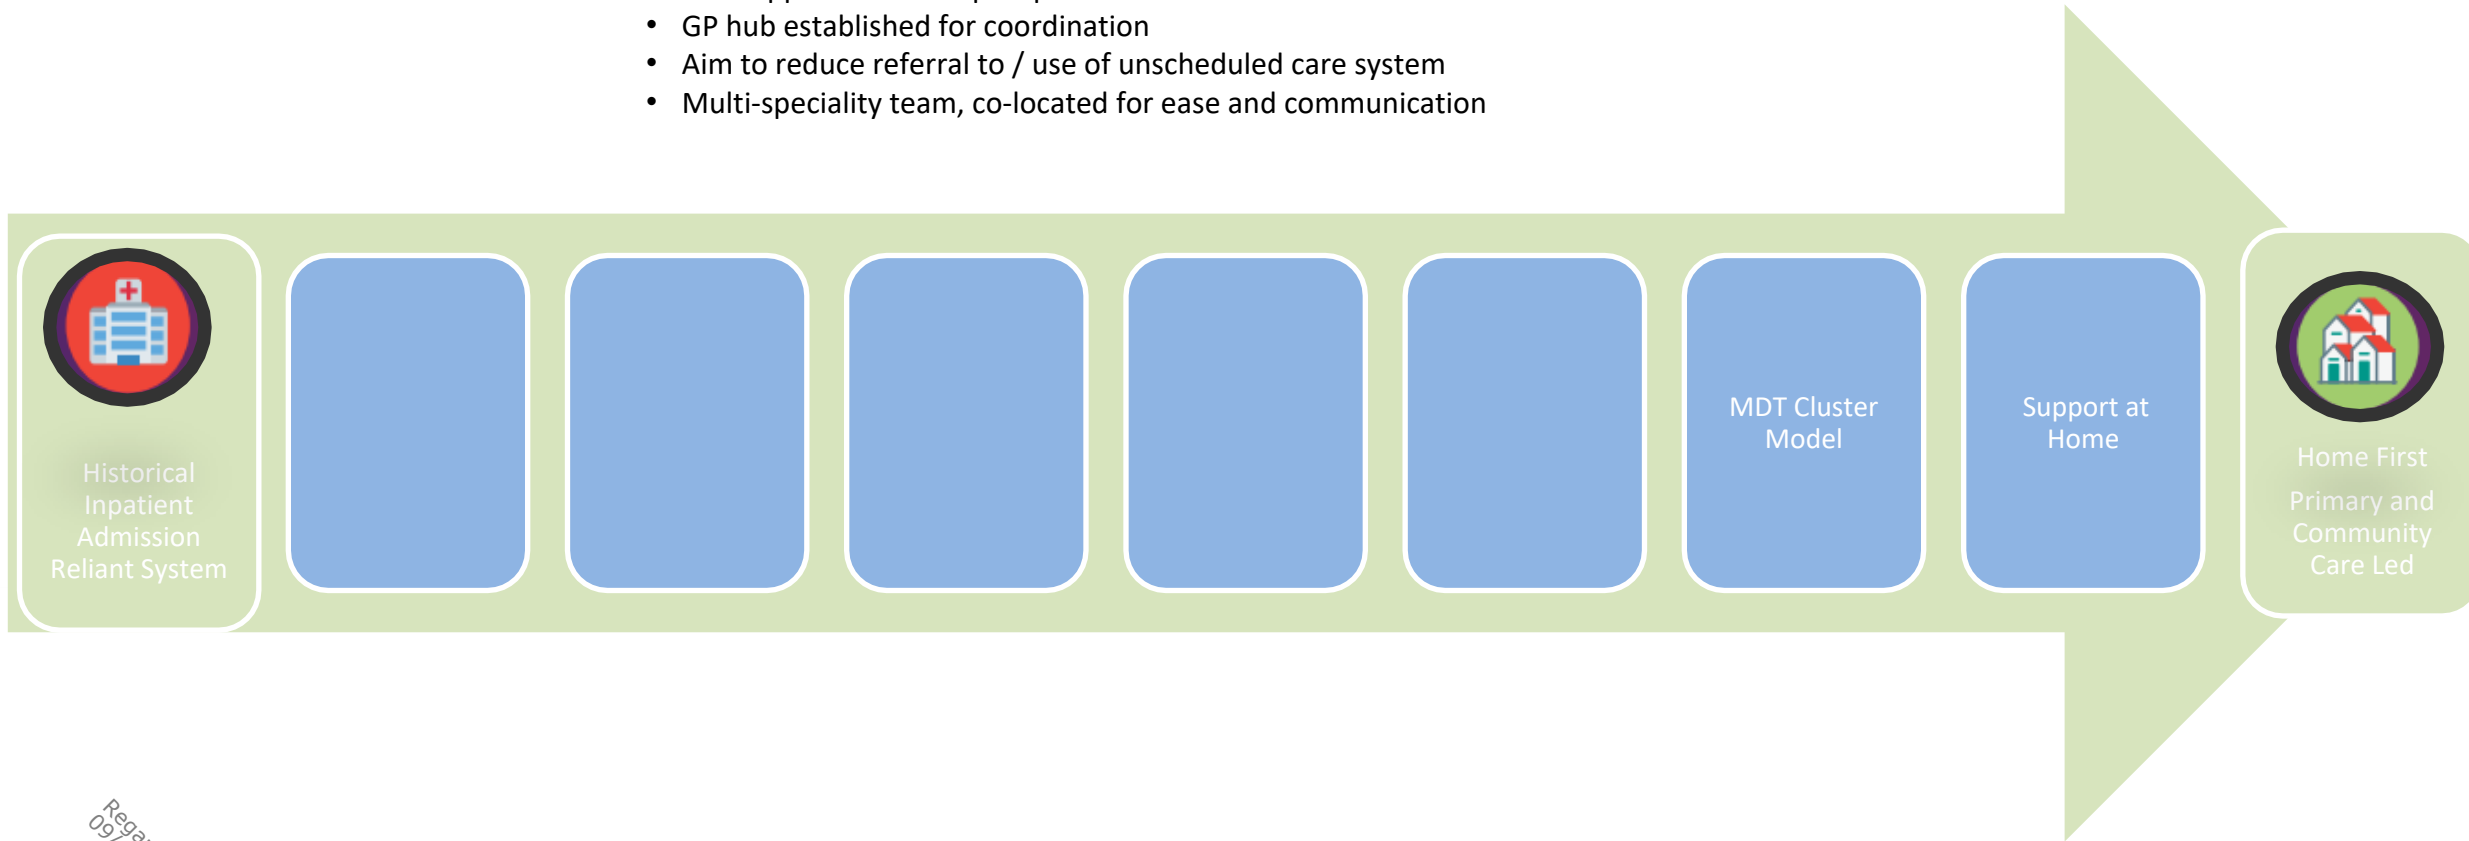 • GP hub established for coordination
• Aim to reduce referral to / use of unscheduled care system
• Multi-speciality team, co-located for ease and communication
Historical
Inpatient
Admission
Reliant System
MDT Cluster
Model
Support at
Home
Home First
Primary and
Community
Care Led